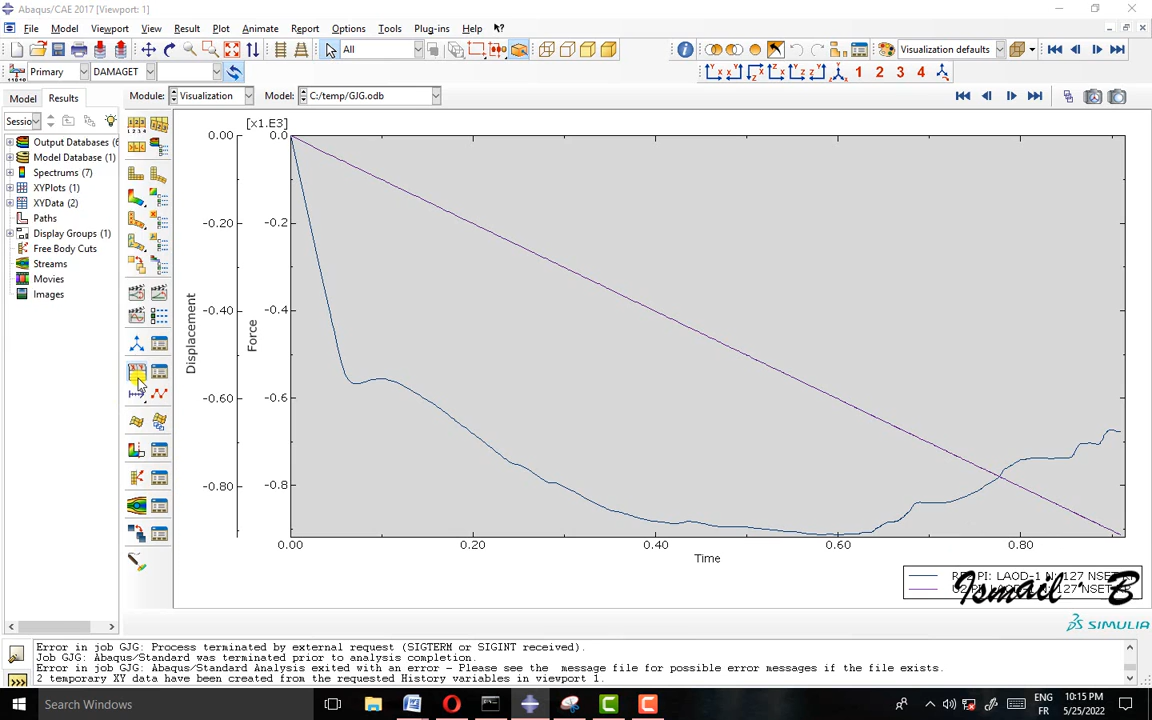 Abaqus/CAE 2017 - [Viewport: 1]
File Model Viewport View Result Plot Animate Report Options Tools Plug-ins Help
All
Visualization defaults
Primary DAMAGET
1 2 3 4
Model Results
Module: Visualization Model: C:/temp/GJG.odb
Sessio
Output Databases (6
Model Database (1)
Spectrums (7)
XYPlots (1)
XYData (2)
Paths
Display Groups (1)
Free Body Cuts
Streams
Movies
Images
[x1.E3]
0.00 0.0
-0.20 -0.2
-0.40 -0.4
-0.60 -0.6
-0.80 -0.8
Displacement
Force
0.00 0.20 0.40 0.60 0.80
Time
127 NSET
127 NSET
Ismail . B
SIMULIA
Error in job GJG: Process terminated by external request (SIGTERM or SIGINT received).
Job GJG: Abaqus/Standard was terminated prior to analysis completion.
Error in job GJG: Abaqus/Standard Analysis exited with an error - Please see the message file for possible error messages if the file exists.
2 temporary XY data have been created from the requested History variables in viewport 1.
Search Windows
ENG 10:15 PM
FR 5/25/2022